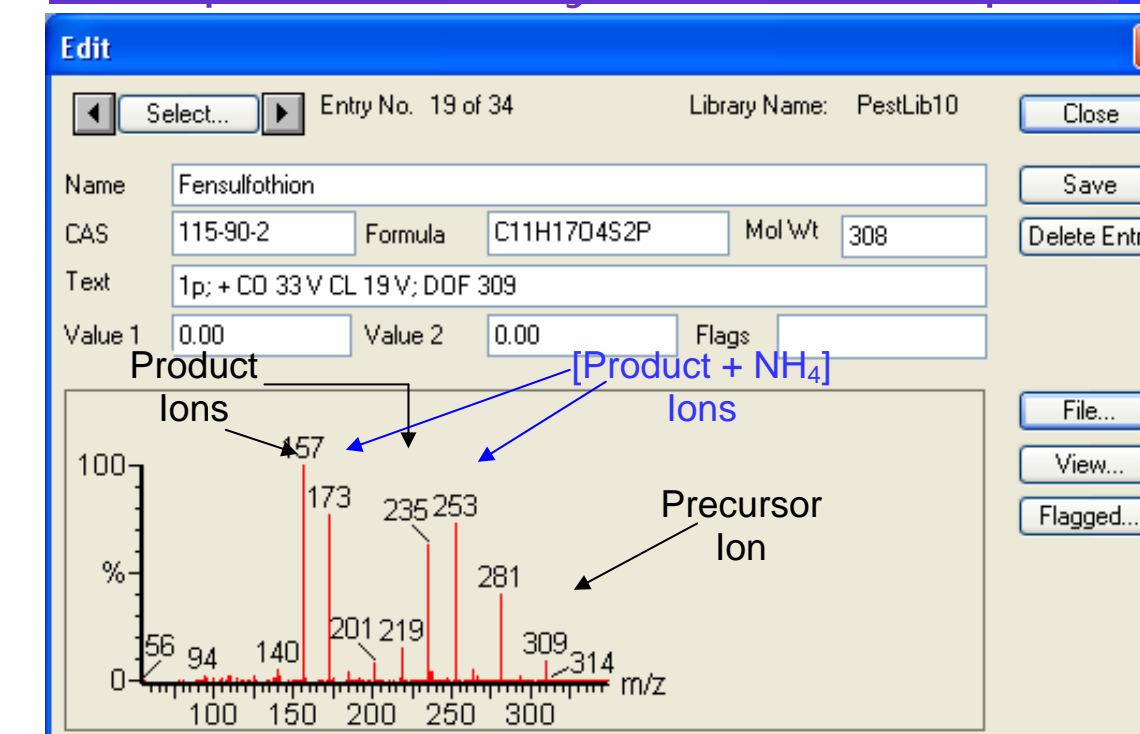 Edit
Select... Entry No. 19 of 34 Library Name: PestLib10 Close
Name Fensulfothion Save
CAS 115-90-2 Formula C11H17O4S2P Mol Wt 308 Delete Entr
Text 1p; + CO 33 V CL 19 V; DOF 309
Value 1 0.00 Value 2 0.00 Flags
Product
Ions
[Product + NH₄]
Ions
File...
View...
Flagged...
Precursor
Ion
100
%
0
157
173
235
253
281
201
219
309
314
56
94
140
m/z
100 150 200 250 300